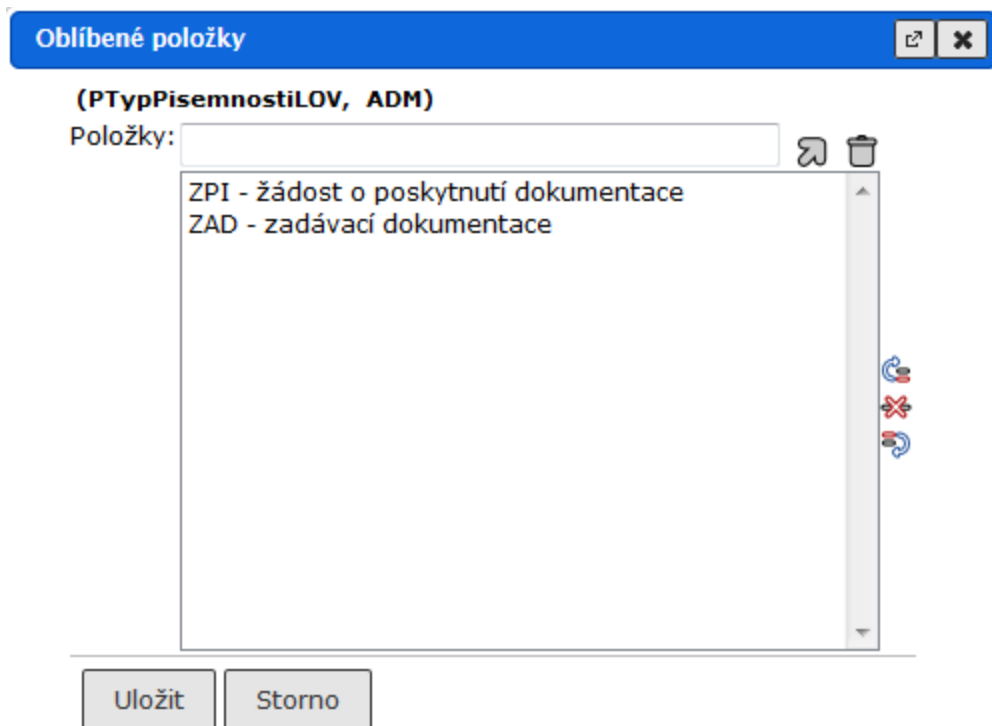 Oblíbené položky
(PTypPisemnostiLOV, ADM)
Položky:
ZPI - žádost o poskytnutí dokumentace
ZAD - zadávací dokumentace
Uložit Storno